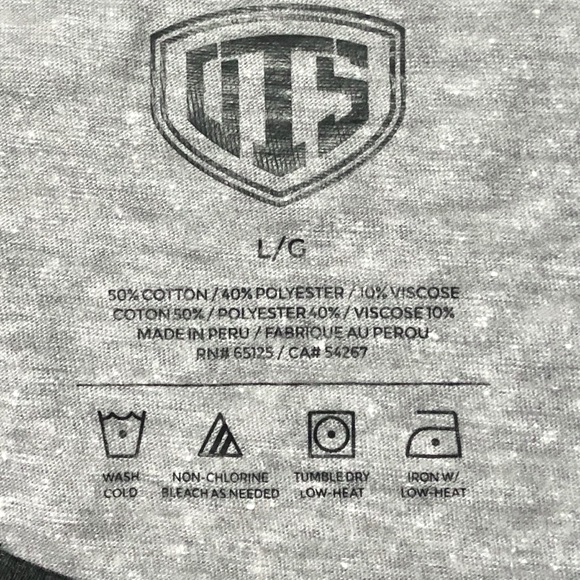 OTS
L/G
50% COTTON / 40% POLYESTER / 10% VISCOSE
COTON 50% / POLYESTER 40% / VISCOSE 10%
MADE IN PERU / FABRIQUE AU PEROU
RN# 65125 / CA# 54267
WASH COLD
NON-CHLORINE BLEACH AS NEEDED
TUMBLE DRY LOW-HEAT
IRON W/ LOW-HEAT